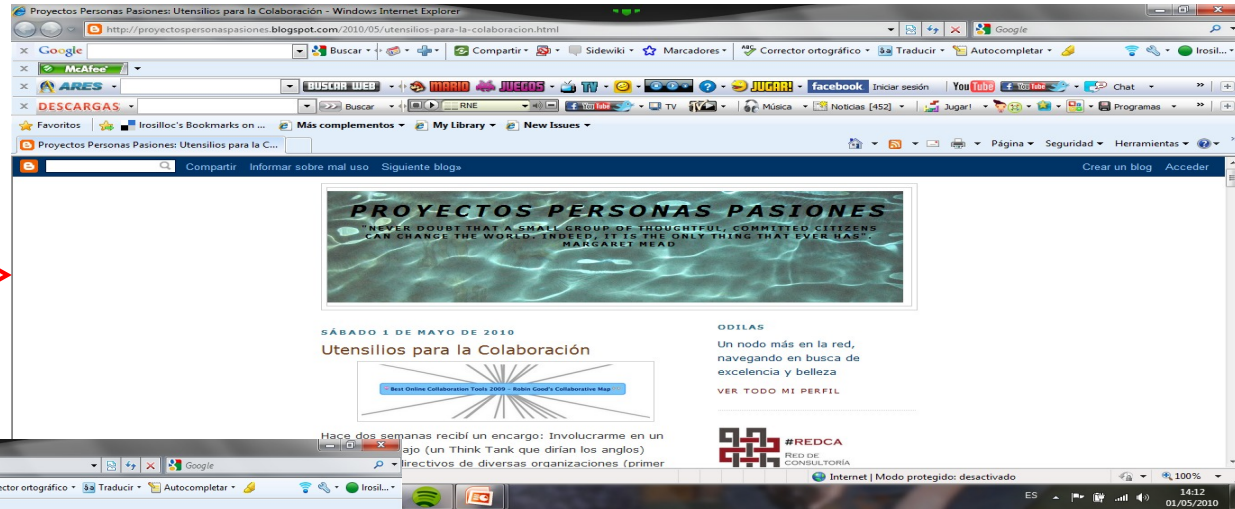 Proyectos Personas Pasiones: Utensilios para la Colaboración - Windows Internet Explorer
http://proyectospersonaspasiones.blogspot.com/2010/05/utensilios-para-la-colaboracion.html Google
Google Buscar Compartir Sidewiki Marcadores Corrector ortográfico Traducir Autocompletar Irosil...
McAfee
ARES BUSCAR WEB MARIO JUEGOS TV JUGAR! facebook Iniciar sesión YouTube Chat
DESCARGAS Buscar RNE TV Música Noticias [452] Jugar! Programas
Favoritos Irosilloc's Bookmarks on ... Más complementos My Library New Issues
Proyectos Personas Pasiones: Utensilios para la C... Página Seguridad Herramientas
Compartir Informar sobre mal uso Siguiente blog» Crear un blog Acceder
PROYECTOS PERSONAS PASIONES
"NEVER DOUBT THAT A SMALL GROUP OF THOUGHTFUL, COMMITTED CITIZENS
CAN CHANGE THE WORLD. INDEED, IT IS THE ONLY THING THAT EVER HAS".
MARGARET MEAD
SÁBADO 1 DE MAYO DE 2010
Utensilios para la Colaboración
Best Online Collaboration Tools 2009 - Robin Good's Collaborative Map
Hace dos semanas recibí un encargo: Involucrarme en un
ajo (un Think Tank que dirían los anglos)
directivos de diversas organizaciones (primer
ODILAS
Un nodo más en la red,
navegando en busca de
excelencia y belleza
VER TODO MI PERFIL
#REDCA
RED DE
CONSULTORÍA
Internet | Modo protegido: desactivado 100%
Google
ector ortográfico Traducir Autocompletar Irosil...
ES 14:12
01/05/2010